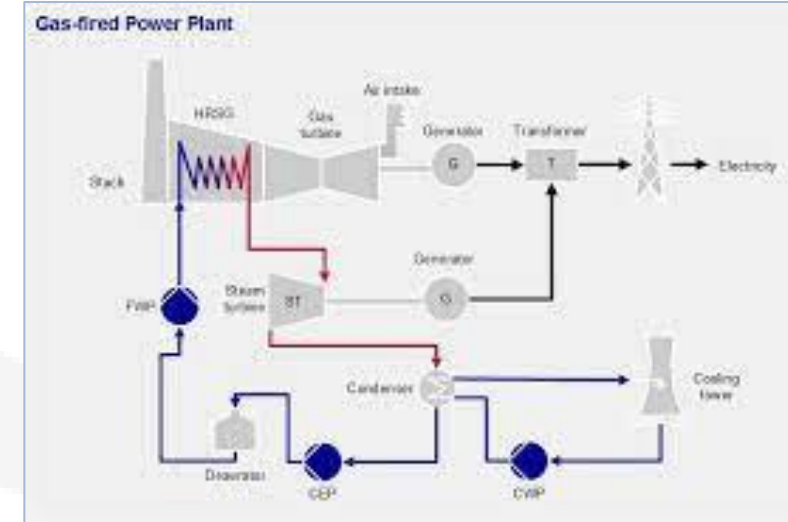 Gas-fired Power Plant
Air intake
HRSG
Gas
turbine
Generator
Transformer
Stack
G
T
Electricity
Generator
Steam
turbine
ST
G
FWP
Condenser
Cooling
tower
Deaerator
CEP
CWP